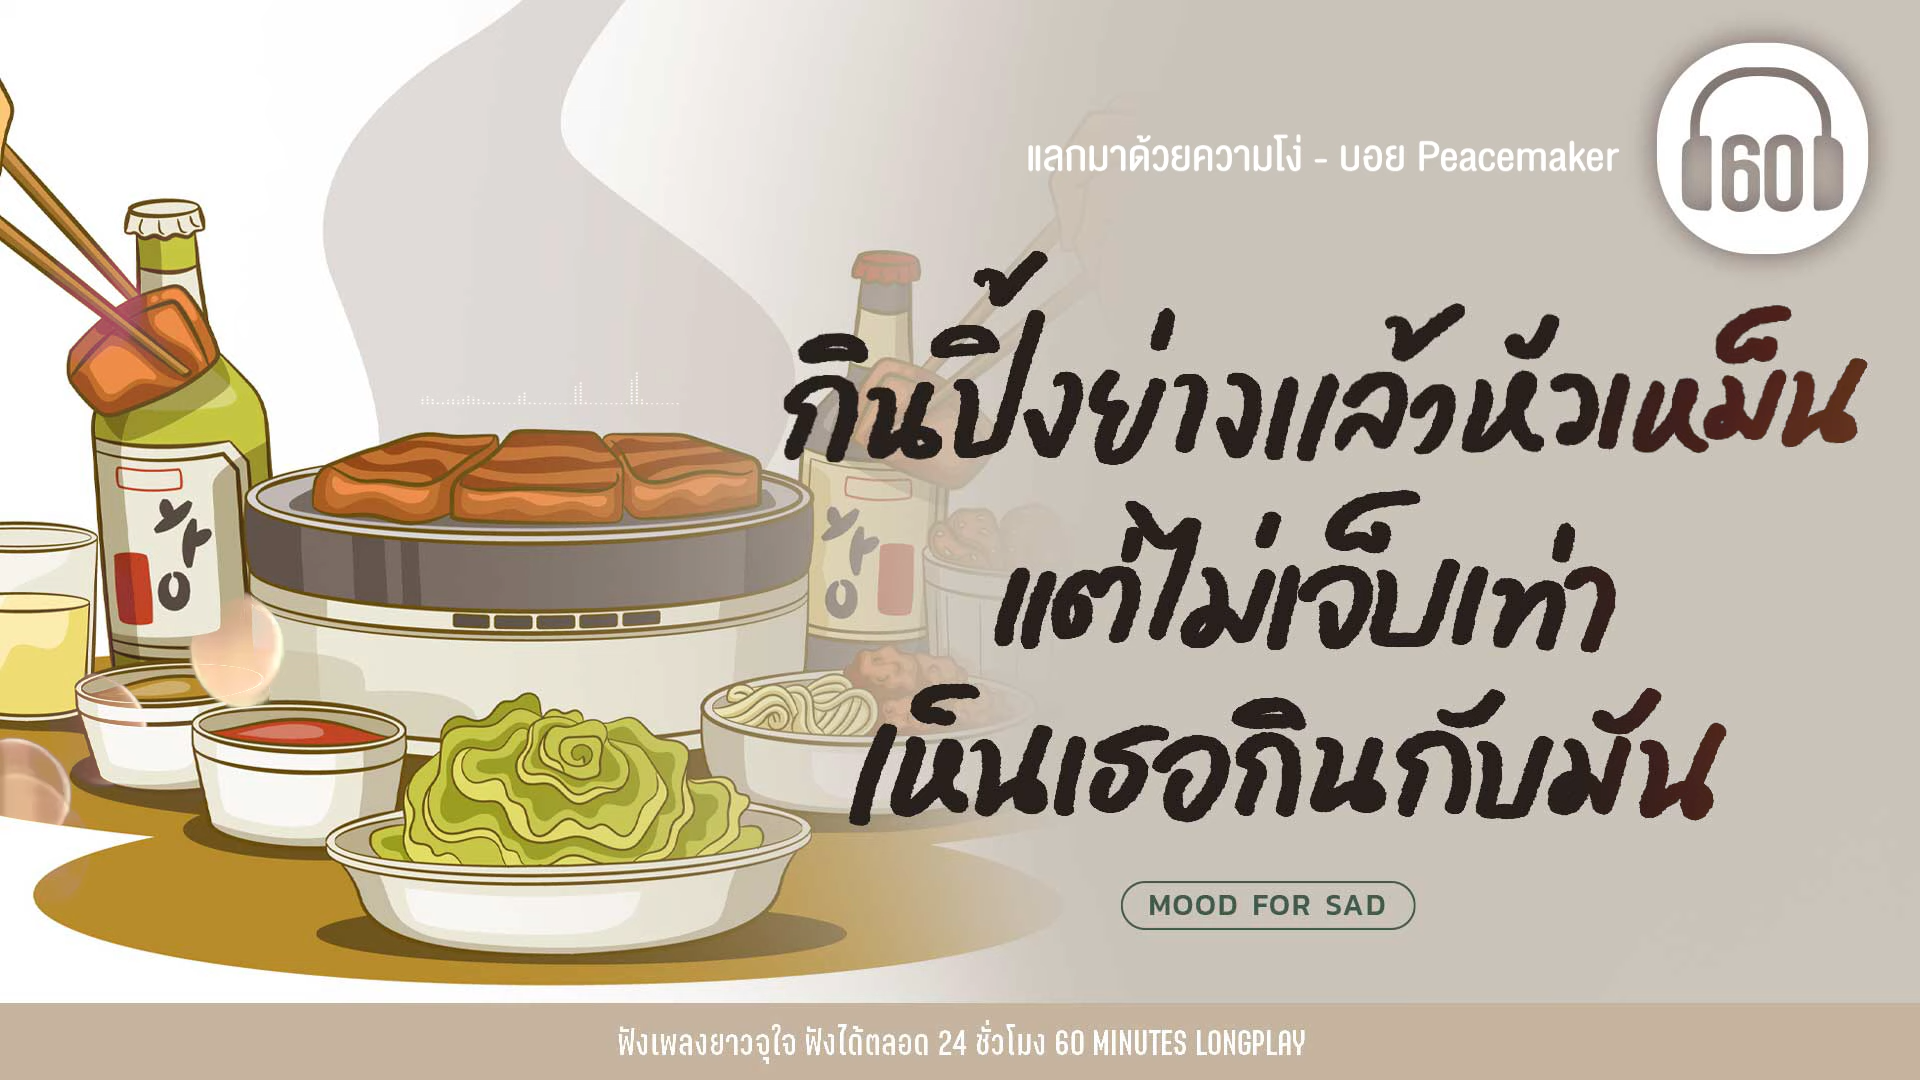 แลกมาด้วยความโง่ - บอย Peacemaker
60
กินปิ้งย่างแล้วหัวเหม็น
แต่ไม่เจ็บเท่า
เห็นเธอกินกับมัน
MOOD FOR SAD
ฟังเพลงยาวจุใจ ฟังได้ตลอด 24 ชั่วโมง 60 MINUTES LONGPLAY